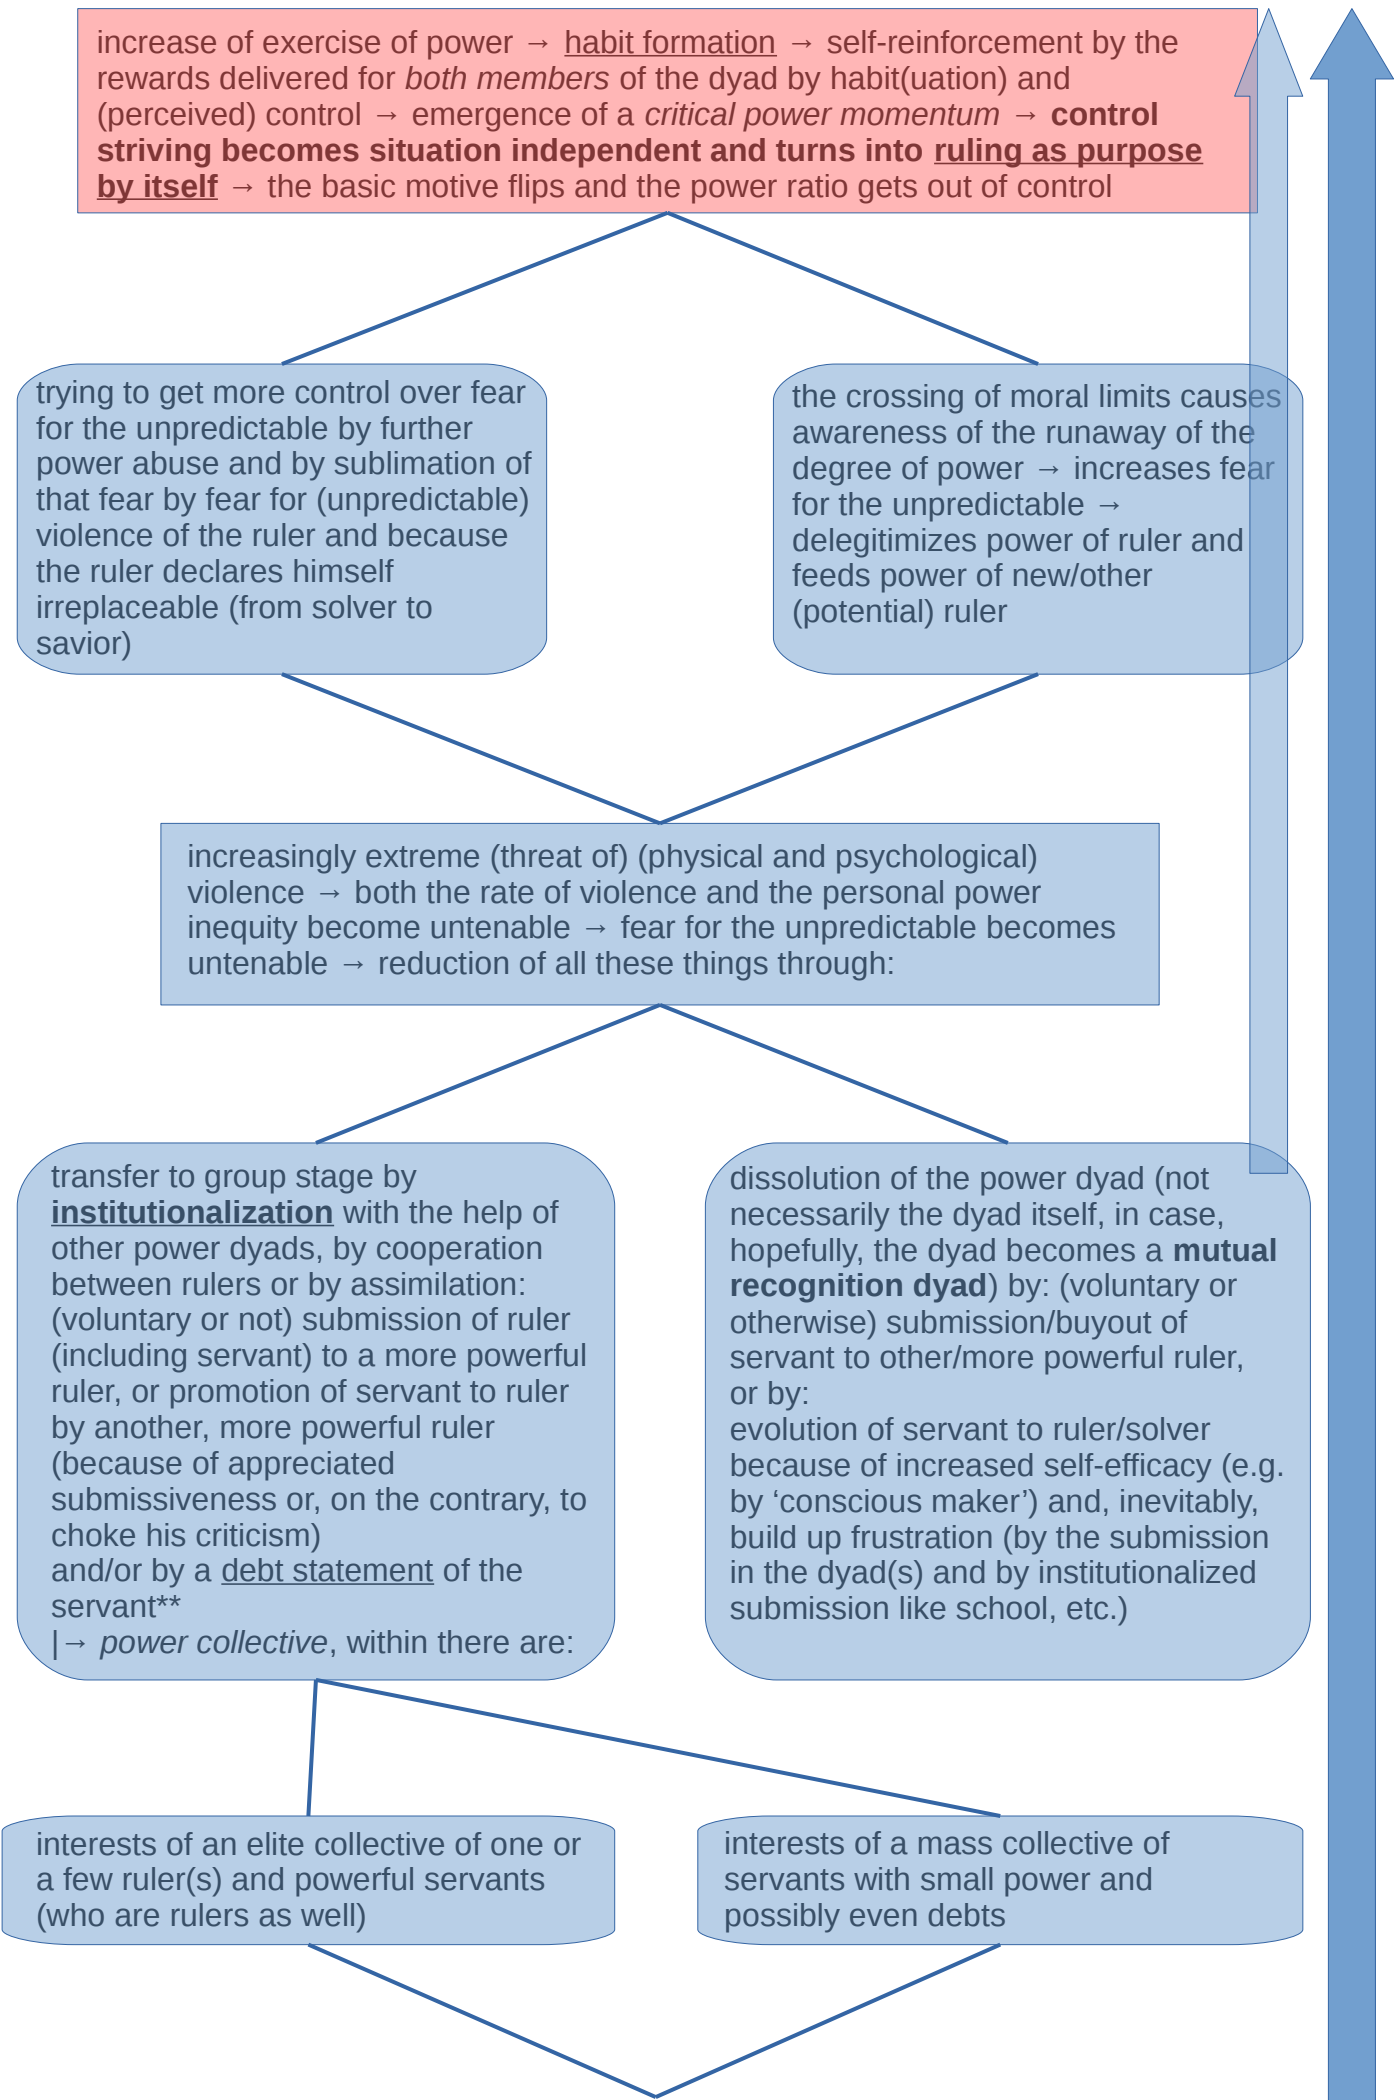 increase of exercise of power → habit formation → self-reinforcement by the
rewards delivered for both members of the dyad by habit(uation) and
(perceived) control → emergence of a critical power momentum → control
striving becomes situation independent and turns into ruling as purpose
by itself → the basic motive flips and the power ratio gets out of control
trying to get more control over fear
for the unpredictable by further
power abuse and by sublimation of
that fear by fear for (unpredictable)
violence of the ruler and because
the ruler declares himself
irreplaceable (from solver to
savior)
the crossing of moral limits causes
awareness of the runaway of the
degree of power → increases fear
for the unpredictable →
delegitimizes power of ruler and
feeds power of new/other
(potential) ruler
increasingly extreme (threat of) (physical and psychological)
violence → both the rate of violence and the personal power
inequity become untenable → fear for the unpredictable becomes
untenable → reduction of all these things through:
transfer to group stage by
institutionalization with the help of
other power dyads, by cooperation
between rulers or by assimilation:
(voluntary or not) submission of ruler
(including servant) to a more powerful
ruler, or promotion of servant to ruler
by another, more powerful ruler
(because of appreciated
submissiveness or, on the contrary, to
choke his criticism)
and/or by a debt statement of the
servant**
|→ power collective, within there are:
dissolution of the power dyad (not
necessarily the dyad itself, in case,
hopefully, the dyad becomes a mutual
recognition dyad) by: (voluntary or
otherwise) submission/buyout of
servant to other/more powerful ruler,
or by:
evolution of servant to ruler/solver
because of increased self-efficacy (e.g.
by ‘conscious maker’) and, inevitably,
build up frustration (by the submission
in the dyad(s) and by institutionalized
submission like school, etc.)
interests of an elite collective of one or
a few ruler(s) and powerful servants
(who are rulers as well)
interests of a mass collective of
servants with small power and
possibly even debts